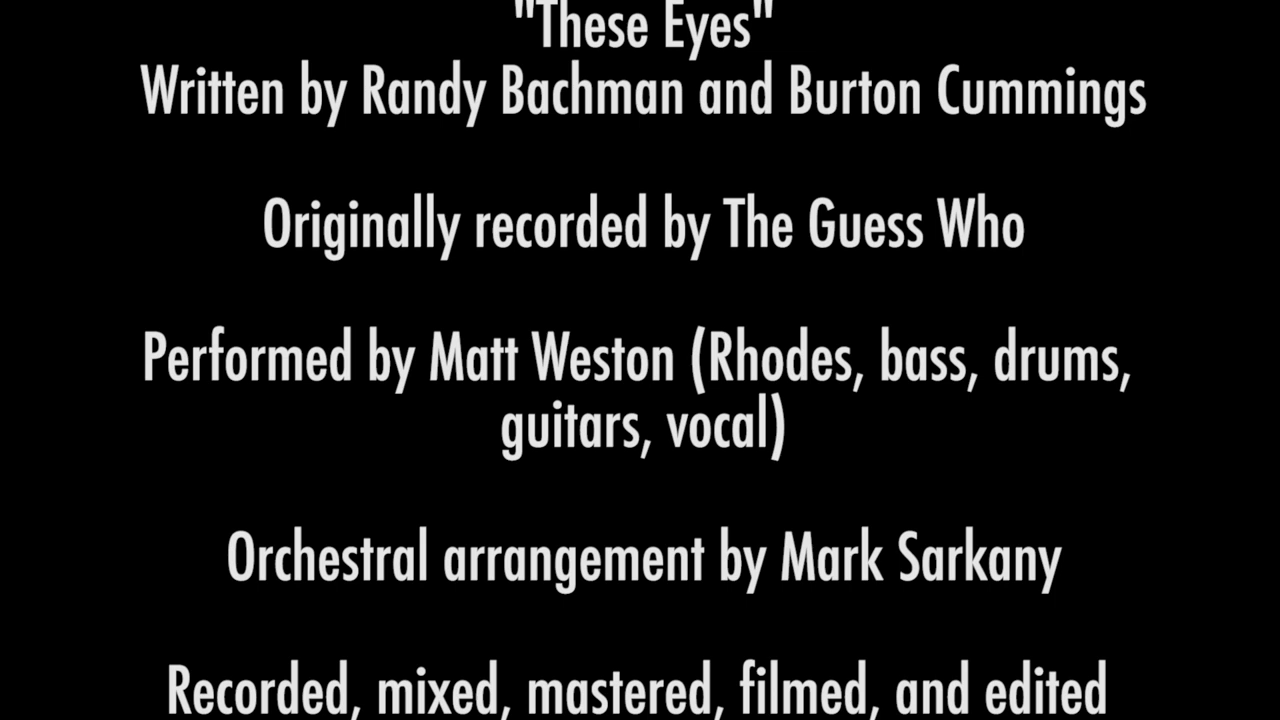 "These Eyes"
Written by Randy Bachman and Burton Cummings
Originally recorded by The Guess Who
Performed by Matt Weston (Rhodes, bass, drums,
guitars, vocal)
Orchestral arrangement by Mark Sarkany
Recorded, mixed, mastered, filmed, and edited